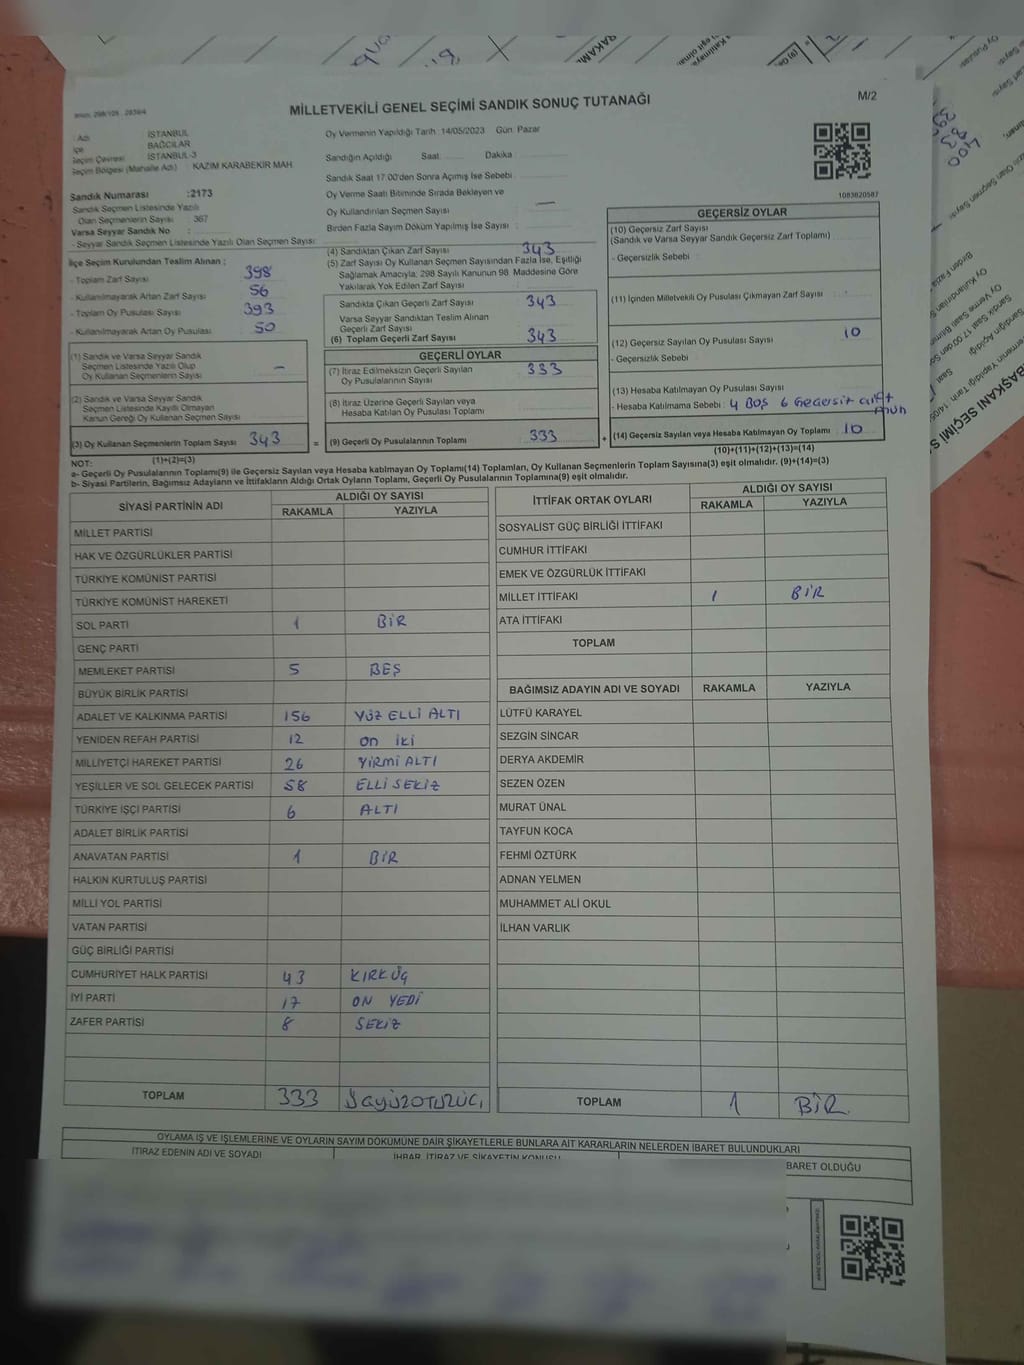 M/2
MİLLETVEKİLİ GENEL SEÇİMİ SANDIK SONUÇ TUTANAĞI
İSTANBUL
BAĞCILAR
İSTANBUL-3
Seçim Bölgesi (Mahalle Adı) : KAZIM KARABEKİR MAH.
Oy Vermenin Yapıldığı Tarih :14/05/2023 Gün: Pazar
Sandığın Açıldığı Saat Dakika
Sandık Saat 17.00'den Sonra Açmış İse Sebebi
Oy Verme Saati Bitiminde Sırada Bekleyen ve
Oy Kullandırılan Seçmen Sayısı : —
Birden Fazla Sayım Döküm Yapılmış İse Sayısı :
1083820587
Sandık Numarası :2173
Sandık Seçmen Listesinde Yazılı
Olan Seçmenlerin Sayısı : 367
Varsa Seyyar Sandık No :
- Seyyar Sandık Seçmen Listesinde Yazılı Olan Seçmen Sayısı:
İlçe Seçim Kurulundan Teslim Alınan :
- Toplam Zarf Sayısı 398
- Kullanılmayarak Artan Zarf Sayısı : 56
- Toplam Oy Pusulası Sayısı : 393
- Kullanılmayarak Artan Oy Pusulası : 50
(1) Sandık ve Varsa Seyyar Sandık
Seçmen Listesinde Yazılı Olup
Oy Kullanan Seçmenlerin Sayısı —
(2) Sandık ve Varsa Seyyar Sandık
Seçmen Listesinde Kayıtlı Olmayan
Kanun Gereği Oy Kullanan Seçmen Sayısı
(3) Oy Kullanan Seçmenlerin Toplam Sayısı 343
(1)+(2)=(3)
(4) Sandıktan Çıkan Zarf Sayısı 343
(5) Zarf Sayısı Oy Kullanan Seçmen Sayısından Fazla İse, Eşitliği
Sağlamak Amacıyla; 298 Sayılı Kanunun 98. Maddesine Göre
Yakılarak Yok Edilen Zarf Sayısı:
Sandıkta Çıkan Geçerli Zarf Sayısı 343
Varsa Seyyar Sandıktan Teslim Alınan
Geçerli Zarf Sayısı
(6) Toplam Geçerli Zarf Sayısı 343
GEÇERLİ OYLAR
(7) İtiraz Edilmeksizin Geçerli Sayılan
Oy Pusulalarının Sayısı 333
(8) İtiraz Üzerine Geçerli Sayılan veya
Hesaba Katılan Oy Pusulası Toplamı
= (9) Geçerli Oy Pusulalarının Toplamı 333
GEÇERSİZ OYLAR
(10) Geçersiz Zarf Sayısı
(Sandık ve Varsa Seyyar Sandık Geçersiz Zarf Toplamı)
- Geçersizlik Sebebi :
(11) İçinden Milletvekili Oy Pusulası Çıkmayan Zarf Sayısı
(12) Geçersiz Sayılan Oy Pusulası Sayısı 10
- Geçersizlik Sebebi
(13) Hesaba Katılmayan Oy Pusulası Sayısı
- Hesaba Katılmama Sebebi : 4 BOŞ 6 Geçersiz çift
+ (14) Geçersiz Sayılan veya Hesaba Katılmayan Oy Toplamı 10
(10)+(11)+(12)+(13)=(14)
NOT:
a- Geçerli Oy Pusulalarının Toplamı(9) ile Geçersiz Sayılan veya Hesaba katılmayan Oy Toplamı(14) Toplamları, Oy Kullanan Seçmenlerin Toplam Sayısına(3) eşit olmalıdır. (9)+(14)=(3)
b- Siyasi Partilerin, Bağımsız Adayların ve İttifakların Aldığı Ortak Oyların Toplamı, Geçerli Oy Pusulalarının Toplamına(9) eşit olmalıdır.
SİYASİ PARTİNİN ADI ALDIĞI OY SAYISI
RAKAMLA YAZIYLA
MİLLET PARTİSİ
HAK VE ÖZGÜRLÜKLER PARTİSİ
TÜRKİYE KOMÜNİST PARTİSİ
TÜRKİYE KOMÜNİST HAREKETİ
SOL PARTİ 1 BİR
GENÇ PARTİ
MEMLEKET PARTİSİ 5 BEŞ
BÜYÜK BİRLİK PARTİSİ
ADALET VE KALKINMA PARTİSİ 156 YÜZ ELLİ ALTI
YENİDEN REFAH PARTİSİ 12 on iki
MİLLİYETÇİ HAREKET PARTİSİ 26 YİRMİ ALTI
YEŞİLLER VE SOL GELECEK PARTİSİ 58 ELLİ SEKİZ
TÜRKİYE İŞÇİ PARTİSİ 6 ALTI
ADALET BİRLİK PARTİSİ
ANAVATAN PARTİSİ 1 BİR
HALKIN KURTULUŞ PARTİSİ
MİLLİ YOL PARTİSİ
VATAN PARTİSİ
GÜÇ BİRLİĞİ PARTİSİ
CUMHURİYET HALK PARTİSİ 43 KIRKÜÇ
İYİ PARTİ 17 ON YEDİ
ZAFER PARTİSİ 8 SEKİZ
TOPLAM 333
İTTİFAK ORTAK OYLARI ALDIĞI OY SAYISI
RAKAMLA YAZIYLA
SOSYALİST GÜÇ BİRLİĞİ İTTİFAKI
CUMHUR İTTİFAKI
EMEK VE ÖZGÜRLÜK İTTİFAKI
MİLLET İTTİFAKI 1 BİR
ATA İTTİFAKI
TOPLAM
BAĞIMSIZ ADAYIN ADI VE SOYADI RAKAMLA YAZIYLA
LÜTFÜ KARAYEL
SEZGİN SİNCAR
DERYA AKDEMİR
SEZEN ÖZEN
MURAT ÜNAL
TAYFUN KOCA
FEHMİ ÖZTÜRK
ADNAN YELMEN
MUHAMMET ALİ OKUL
İLHAN VARLIK
TOPLAM 1 BİR
OYLAMA İŞ VE İŞLEMLERİNE VE OYLARIN SAYIM DÖKÜMÜNE DAİR ŞİKAYETLERLE BUNLARA AİT KARARLARIN NELERDEN İBARET BULUNDUKLARI
İTİRAZ EDENİN ADI VE SOYADI
İHBAR, İTİRAZ VE ŞİKAYETİN KONUSU
BARET OLDUĞU